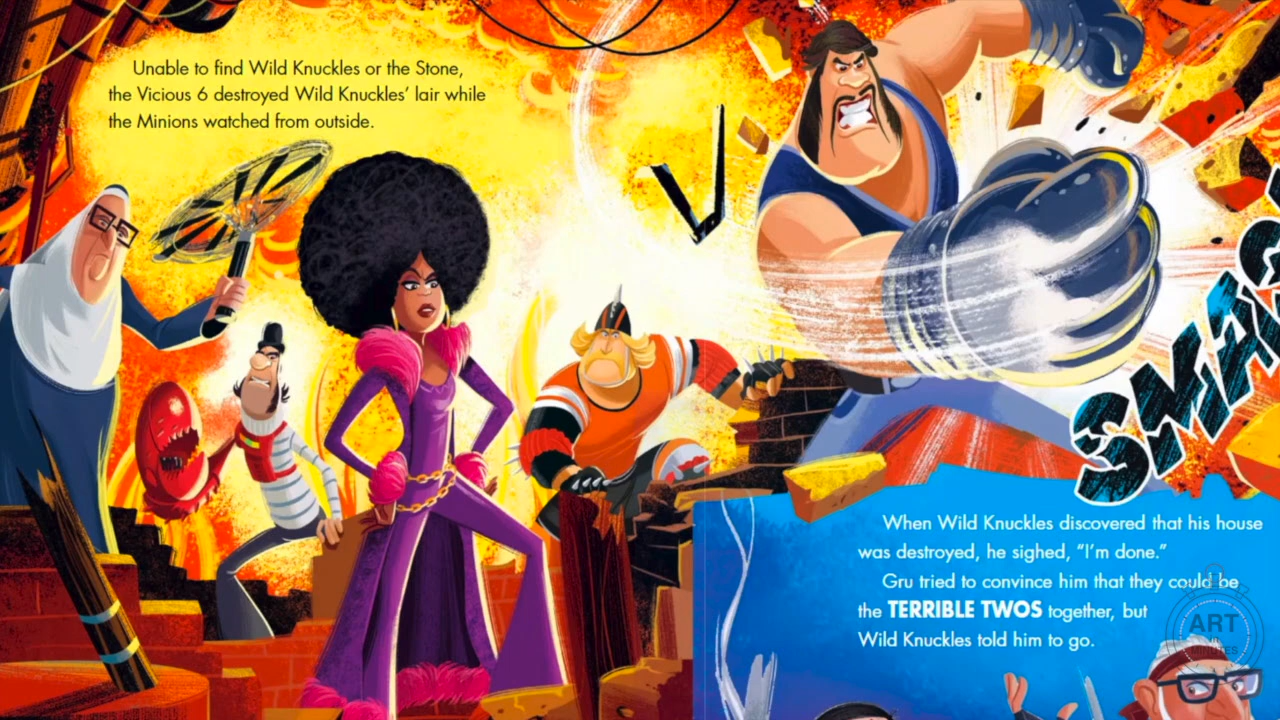 Unable to find Wild Knuckles or the Stone,
the Vicious 6 destroyed Wild Knuckles' lair while
the Minions watched from outside.
SMAC
When Wild Knuckles discovered that his house
was destroyed, he sighed, "I'm done."
Gru tried to convince him that they could be
the TERRIBLE TWOS together, but
Wild Knuckles told him to go.
ART
MINUTES